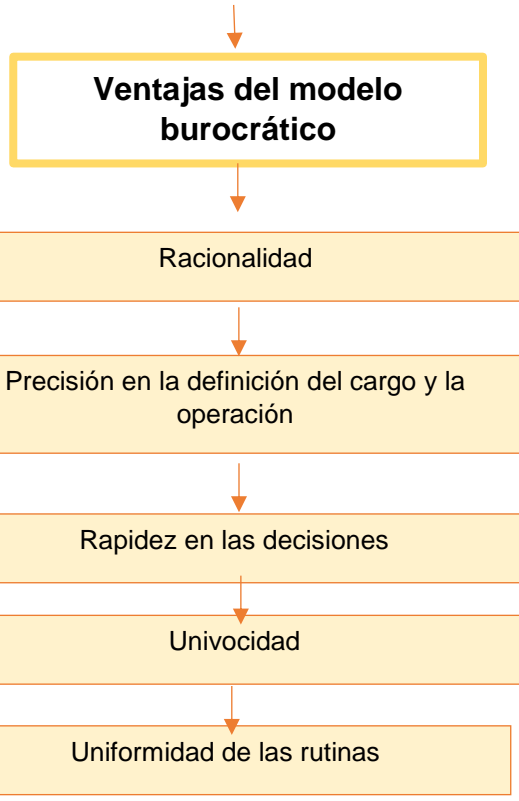 Ventajas del modelo
burocrático
Racionalidad
Precisión en la definición del cargo y la
operación
Rapidez en las decisiones
Univocidad
Uniformidad de las rutinas